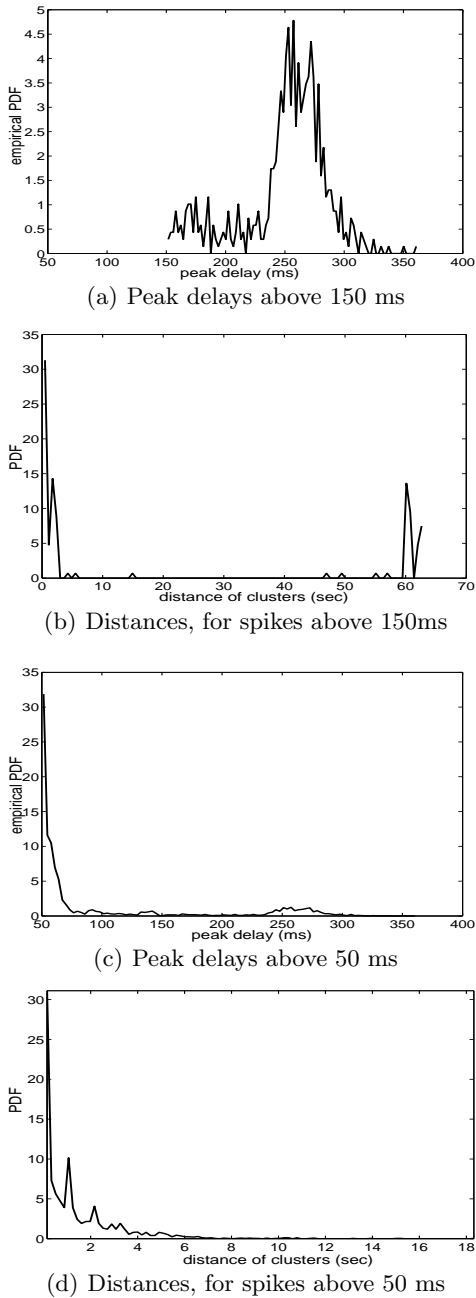 5
4.5
4
3.5
3
2.5
2
1.5
1
0.5
0
empirical PDF
50 100 150 200 250 300 350 400
peak delay (ms)
(a) Peak delays above 150 ms
35
30
25
20
15
10
5
0
PDF
0 10 20 30 40 50 60 70
distance of clusters (sec)
(b) Distances, for spikes above 150ms
35
30
25
20
15
10
5
0
empirical PDF
50 100 150 200 250 300 350 400
peak delay (ms)
(c) Peak delays above 50 ms
30
25
20
15
10
5
0
PDF
2 4 6 8 10 12 14 16 18
distance of clusters (sec)
(d) Distances, for spikes above 50 ms